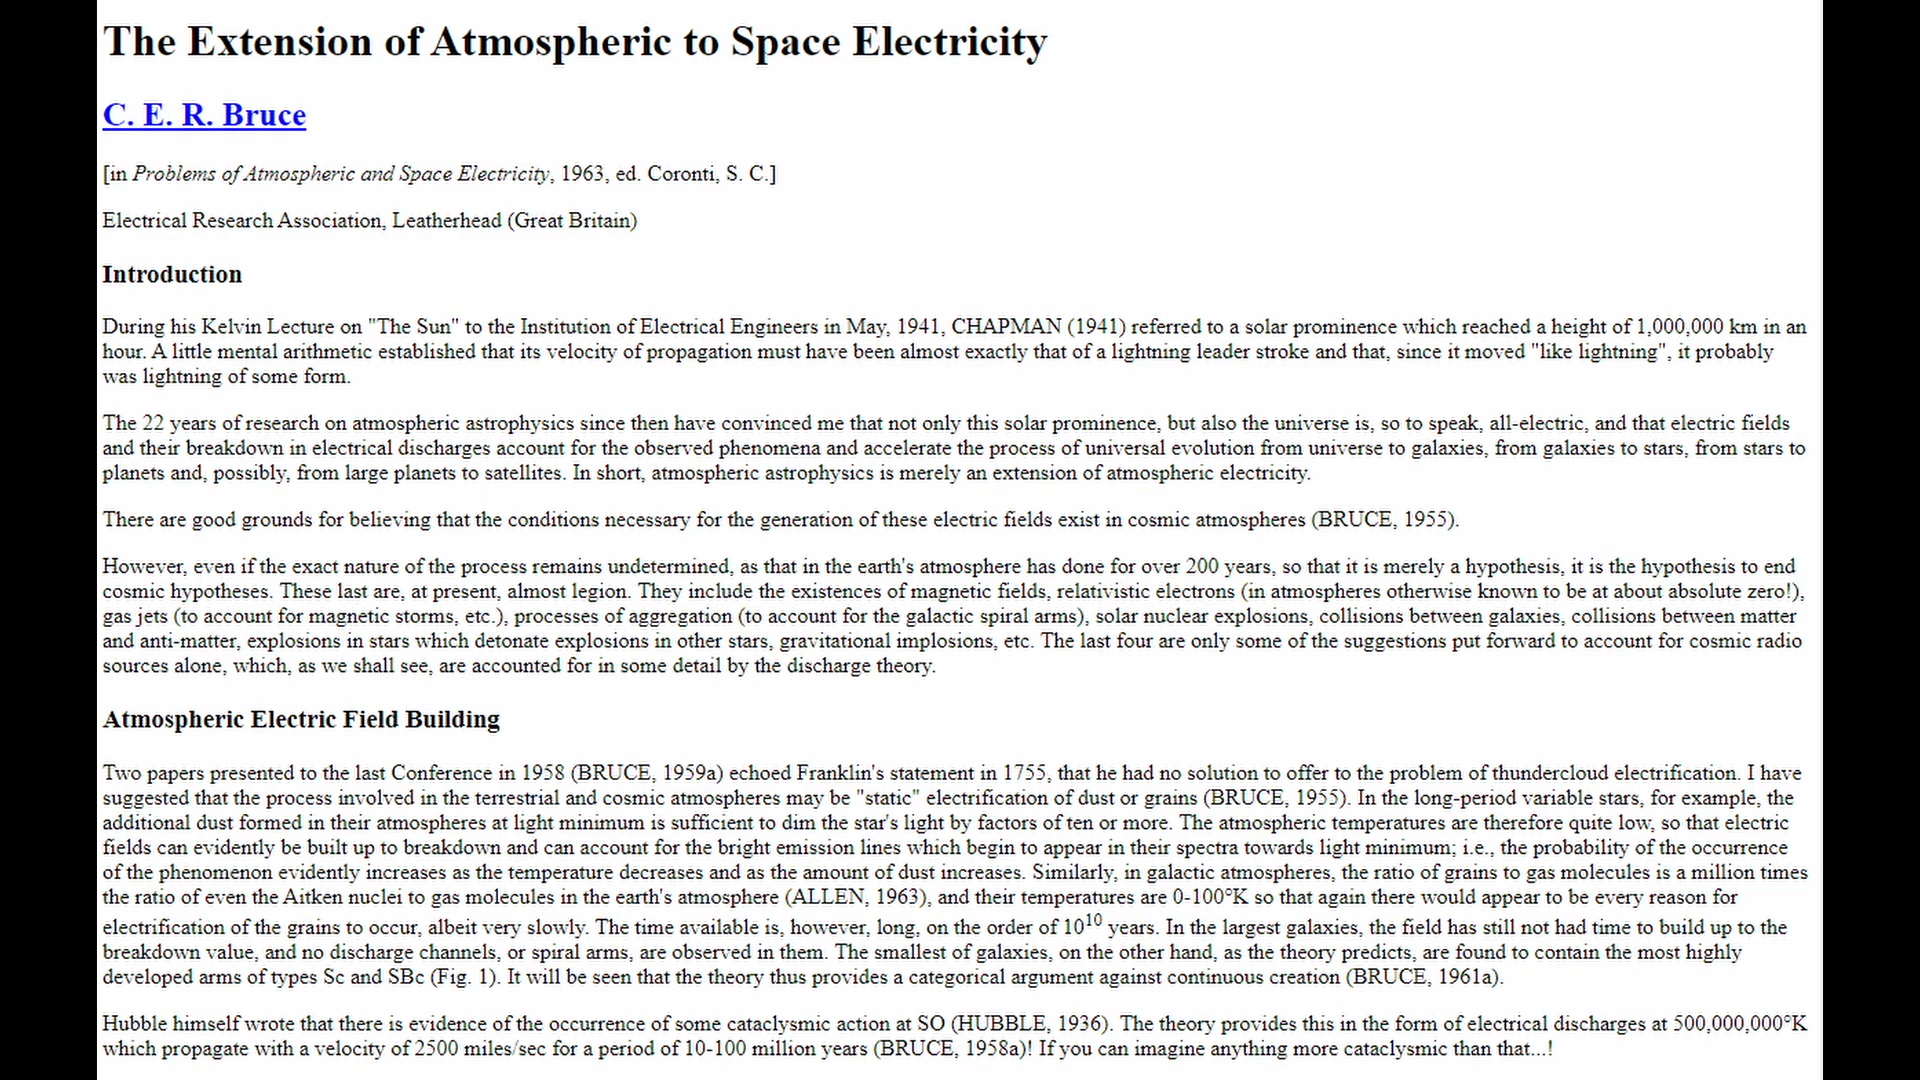 The Extension of Atmospheric to Space Electricity
C. E. R. Bruce
[in Problems of Atmospheric and Space Electricity, 1963, ed. Coronti, S. C.]
Electrical Research Association, Leatherhead (Great Britain)
Introduction
During his Kelvin Lecture on "The Sun" to the Institution of Electrical Engineers in May, 1941, CHAPMAN (1941) referred to a solar prominence which reached a height of 1,000,000 km in an
hour. A little mental arithmetic established that its velocity of propagation must have been almost exactly that of a lightning leader stroke and that, since it moved "like lightning", it probably
was lightning of some form.
The 22 years of research on atmospheric astrophysics since then have convinced me that not only this solar prominence, but also the universe is, so to speak, all-electric, and that electric fields
and their breakdown in electrical discharges account for the observed phenomena and accelerate the process of universal evolution from universe to galaxies, from galaxies to stars, from stars to
planets and, possibly, from large planets to satellites. In short, atmospheric astrophysics is merely an extension of atmospheric electricity.
There are good grounds for believing that the conditions necessary for the generation of these electric fields exist in cosmic atmospheres (BRUCE, 1955).
However, even if the exact nature of the process remains undetermined, as that in the earth's atmosphere has done for over 200 years, so that it is merely a hypothesis, it is the hypothesis to end
cosmic hypotheses. These last are, at present, almost legion. They include the existences of magnetic fields, relativistic electrons (in atmospheres otherwise known to be at about absolute zero!),
gas jets (to account for magnetic storms, etc.), processes of aggregation (to account for the galactic spiral arms), solar nuclear explosions, collisions between galaxies, collisions between matter
and anti-matter, explosions in stars which detonate explosions in other stars, gravitational implosions, etc. The last four are only some of the suggestions put forward to account for cosmic radio
sources alone, which, as we shall see, are accounted for in some detail by the discharge theory.
Atmospheric Electric Field Building
Two papers presented to the last Conference in 1958 (BRUCE, 1959a) echoed Franklin's statement in 1755, that he had no solution to offer to the problem of thundercloud electrification. I have
suggested that the process involved in the terrestrial and cosmic atmospheres may be "static" electrification of dust or grains (BRUCE, 1955). In the long-period variable stars, for example, the
additional dust formed in their atmospheres at light minimum is sufficient to dim the star's light by factors of ten or more. The atmospheric temperatures are therefore quite low, so that electric
fields can evidently be built up to breakdown and can account for the bright emission lines which begin to appear in their spectra towards light minimum; i.e., the probability of the occurrence
of the phenomenon evidently increases as the temperature decreases and as the amount of dust increases. Similarly, in galactic atmospheres, the ratio of grains to gas molecules is a million times
the ratio of even the Aitken nuclei to gas molecules in the earth's atmosphere (ALLEN, 1963), and their temperatures are 0-100°K so that again there would appear to be every reason for
electrification of the grains to occur, albeit very slowly. The time available is, however, long, on the order of 10¹⁰ years. In the largest galaxies, the field has still not had time to build up to the
breakdown value, and no discharge channels, or spiral arms, are observed in them. The smallest of galaxies, on the other hand, as the theory predicts, are found to contain the most highly
developed arms of types Sc and SBc (Fig. 1). It will be seen that the theory thus provides a categorical argument against continuous creation (BRUCE, 1961a).
Hubble himself wrote that there is evidence of the occurrence of some cataclysmic action at SO (HUBBLE, 1936). The theory provides this in the form of electrical discharges at 500,000,000°K
which propagate with a velocity of 2500 miles/sec for a period of 10-100 million years (BRUCE, 1958a)! If you can imagine anything more cataclysmic than that...!